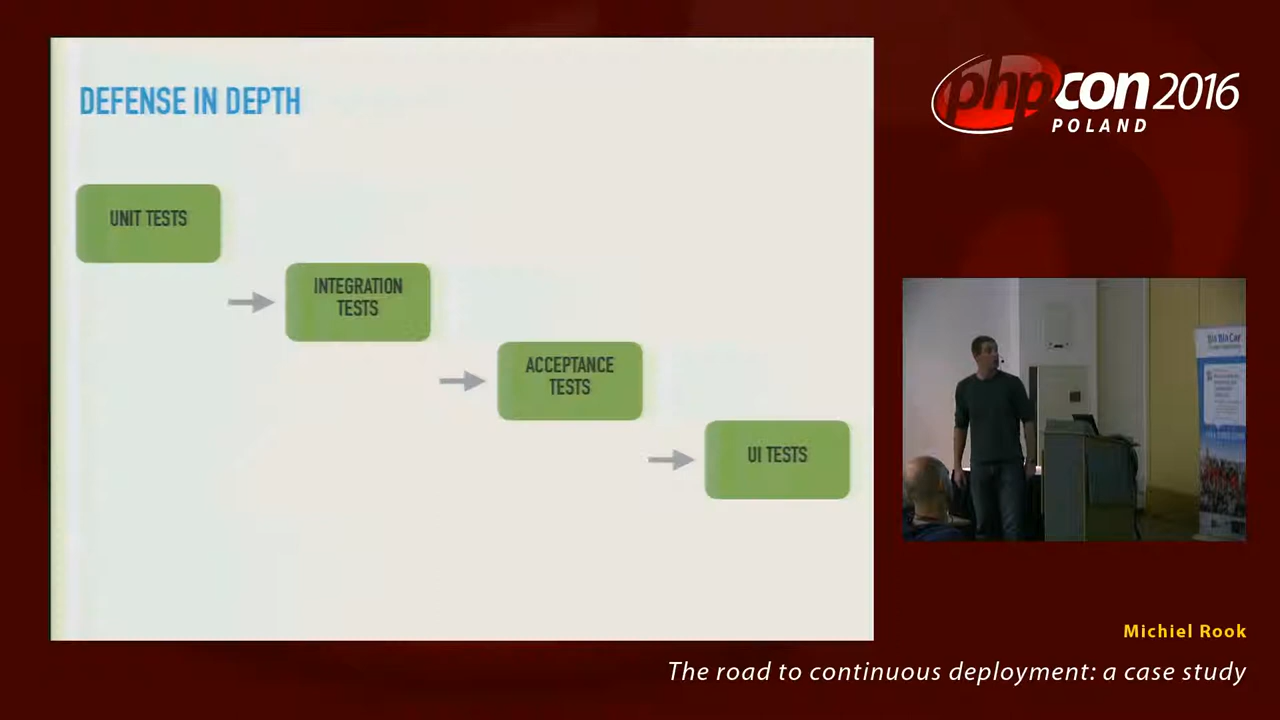 DEFENSE IN DEPTH
UNIT TESTS
INTEGRATION
TESTS
ACCEPTANCE
TESTS
UI TESTS
phpcon 2016
POLAND
BlaBlaCar
Michiel Rook
The road to continuous deployment: a case study